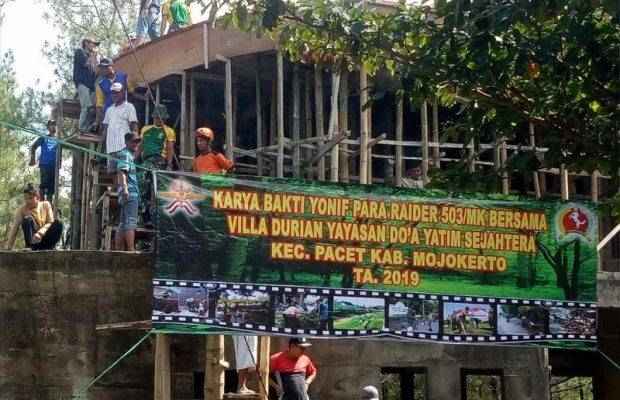 KARYA BAKTI YONIF PARA RAIDER 503/MK BERSAMA
VILLA DURIAN YAYASAN DO'A YATIM SEJAHTERA
KEC. PACET KAB. MOJOKERTO
TA. 2019